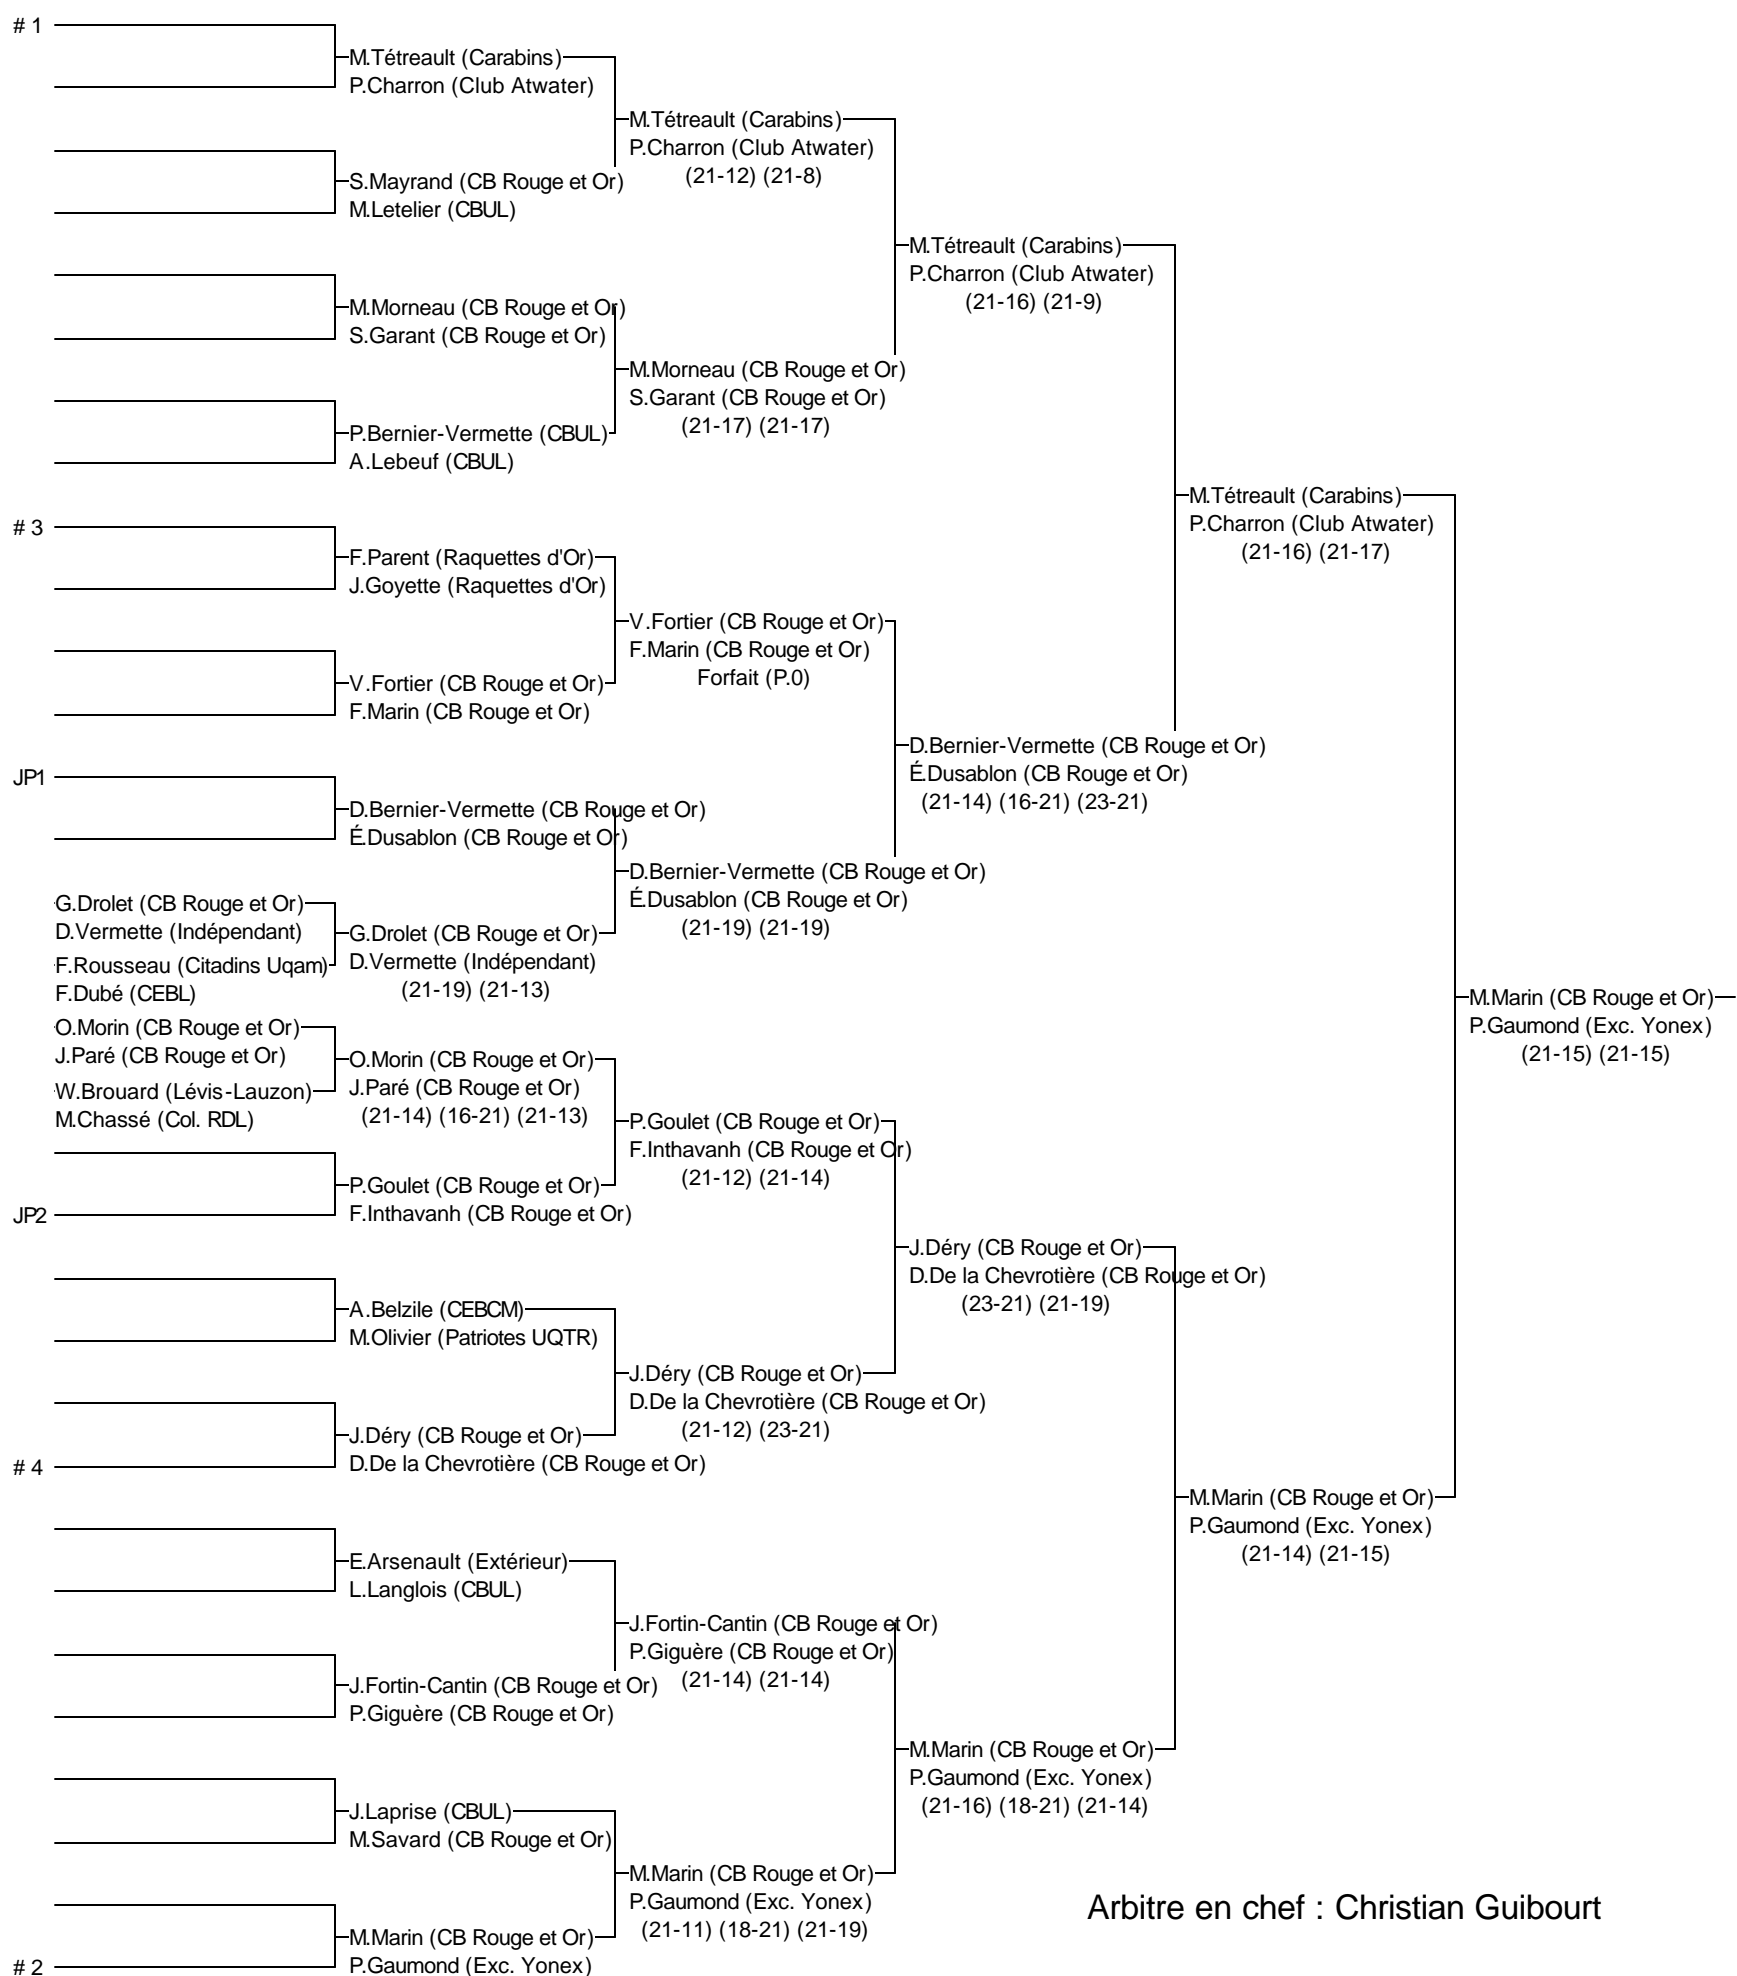 # 1
M.Tétreault (Carabins)
P.Charron (Club Atwater)
M.Tétreault (Carabins)
P.Charron (Club Atwater)
(21-12) (21-8)
S.Mayrand (CB Rouge et Or)
M.Letelier (CBUL)
M.Tétreault (Carabins)
P.Charron (Club Atwater)
(21-16) (21-9)
M.Morneau (CB Rouge et Or)
S.Garant (CB Rouge et Or)
M.Morneau (CB Rouge et Or)
S.Garant (CB Rouge et Or)
(21-17) (21-17)
P.Bernier-Vermette (CBUL)
A.Lebeuf (CBUL)
M.Tétreault (Carabins)
P.Charron (Club Atwater)
(21-16) (21-17)
# 3
F.Parent (Raquettes d'Or)
J.Goyette (Raquettes d'Or)
V.Fortier (CB Rouge et Or)
F.Marin (CB Rouge et Or)
Forfait (P.0)
V.Fortier (CB Rouge et Or)
F.Marin (CB Rouge et Or)
D.Bernier-Vermette (CB Rouge et Or)
É.Dusablon (CB Rouge et Or)
(21-14) (16-21) (23-21)
JP1
D.Bernier-Vermette (CB Rouge et Or)
É.Dusablon (CB Rouge et Or)
D.Bernier-Vermette (CB Rouge et Or)
É.Dusablon (CB Rouge et Or)
(21-19) (21-19)
G.Drolet (CB Rouge et Or)
D.Vermette (Indépendant)
G.Drolet (CB Rouge et Or)
D.Vermette (Indépendant)
(21-19) (21-13)
F.Rousseau (Citadins Uqam)
F.Dubé (CEBL)
M.Marin (CB Rouge et Or)
P.Gaumond (Exc. Yonex)
(21-15) (21-15)
O.Morin (CB Rouge et Or)
J.Paré (CB Rouge et Or)
O.Morin (CB Rouge et Or)
J.Paré (CB Rouge et Or)
(21-14) (16-21) (21-13)
W.Brouard (Lévis-Lauzon)
M.Chassé (Col. RDL)
P.Goulet (CB Rouge et Or)
F.Inthavanh (CB Rouge et Or)
(21-12) (21-14)
P.Goulet (CB Rouge et Or)
F.Inthavanh (CB Rouge et Or)
JP2
J.Déry (CB Rouge et Or)
D.De la Chevrotière (CB Rouge et Or)
(23-21) (21-19)
A.Belzile (CEBCM)
M.Olivier (Patriotes UQTR)
J.Déry (CB Rouge et Or)
D.De la Chevrotière (CB Rouge et Or)
(21-12) (23-21)
J.Déry (CB Rouge et Or)
D.De la Chevrotière (CB Rouge et Or)
# 4
M.Marin (CB Rouge et Or)
P.Gaumond (Exc. Yonex)
(21-14) (21-15)
E.Arsenault (Extérieur)
L.Langlois (CBUL)
J.Fortin-Cantin (CB Rouge et Or)
P.Giguère (CB Rouge et Or)
(21-14) (21-14)
J.Fortin-Cantin (CB Rouge et Or)
P.Giguère (CB Rouge et Or)
M.Marin (CB Rouge et Or)
P.Gaumond (Exc. Yonex)
(21-16) (18-21) (21-14)
J.Laprise (CBUL)
M.Savard (CB Rouge et Or)
M.Marin (CB Rouge et Or)
P.Gaumond (Exc. Yonex)
(21-11) (18-21) (21-19)
Arbitre en chef : Christian Guibourt
M.Marin (CB Rouge et Or)
P.Gaumond (Exc. Yonex)
# 2